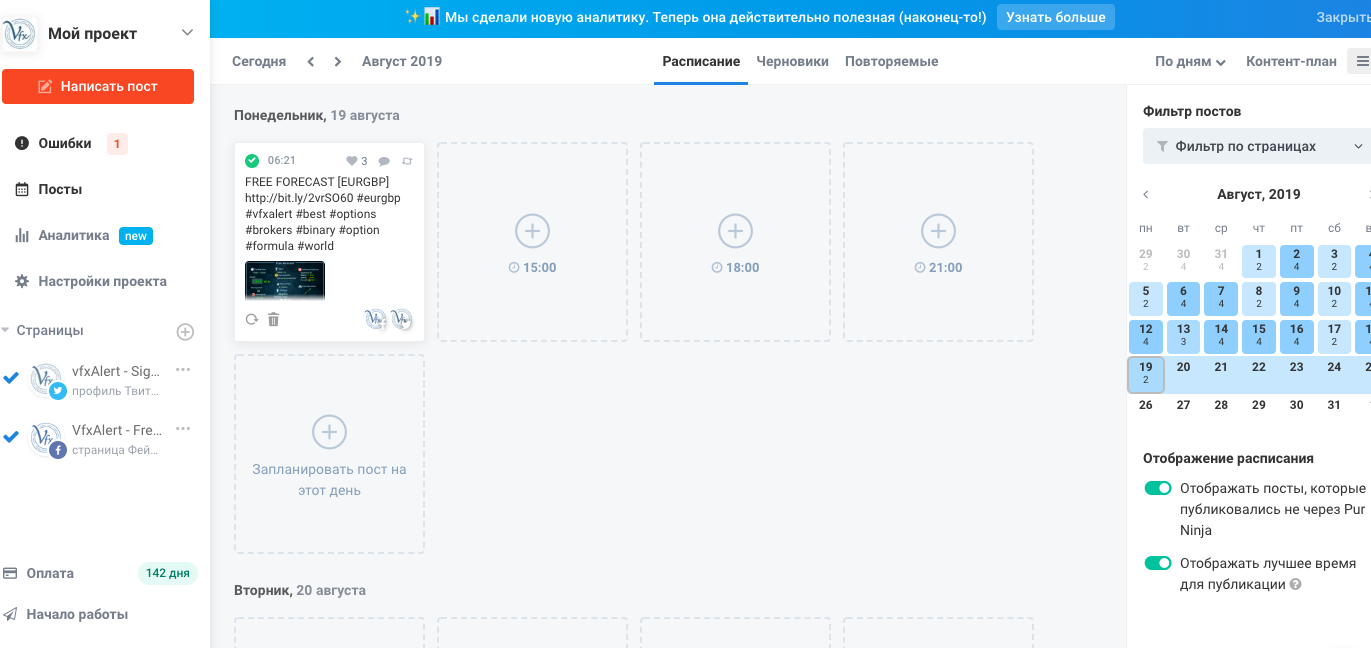 ✨📊 Мы сделали новую аналитику. Теперь она действительно полезная (наконец-то!) Узнать больше Закрыть
Vfx Мой проект
Написать пост
Ошибки 1
Посты
Аналитика new
Настройки проекта
Страницы
vfxAlert - Sig...
профиль Твит...
VfxAlert - Fre...
страница Фей...
Оплата 142 дня
Начало работы
Сегодня Август 2019 Расписание Черновики Повторяемые По дням Контент-план
Понедельник, 19 августа
06:21 3
FREE FORECAST [EURGBP]
http://bit.ly/2vrSO60 #eurgbp
#vfxalert #best #options
#brokers #binary #option
#formula #world
15:00 18:00 21:00
Запланировать пост на
этот день
Вторник, 20 августа
Фильтр постов
Фильтр по страницах
Август, 2019
пн вт ср чт пт сб
29 30 31 1 2 3
2 4 4 2 4 2
5 6 7 8 9 10
2 4 4 2 4 2
12 13 14 15 16 17
4 3 4 4 4 2
19 20 21 22 23 24
2
26 27 28 29 30 31
Отображение расписания
Отображать посты, которые
публиковались не через Pur
Ninja
Отображать лучшее время
для публикации